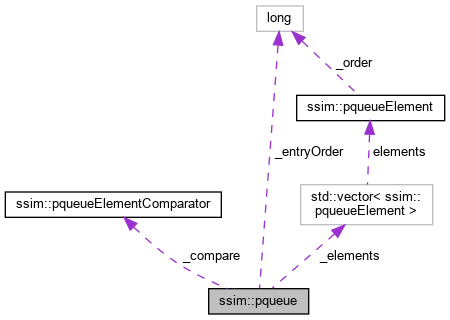 long
_order
ssim::pqueueElement
_entryOrder
elements
std::vector< ssim::
pqueueElement >
ssim::pqueueElementComparator
_compare
_elements
ssim::pqueue